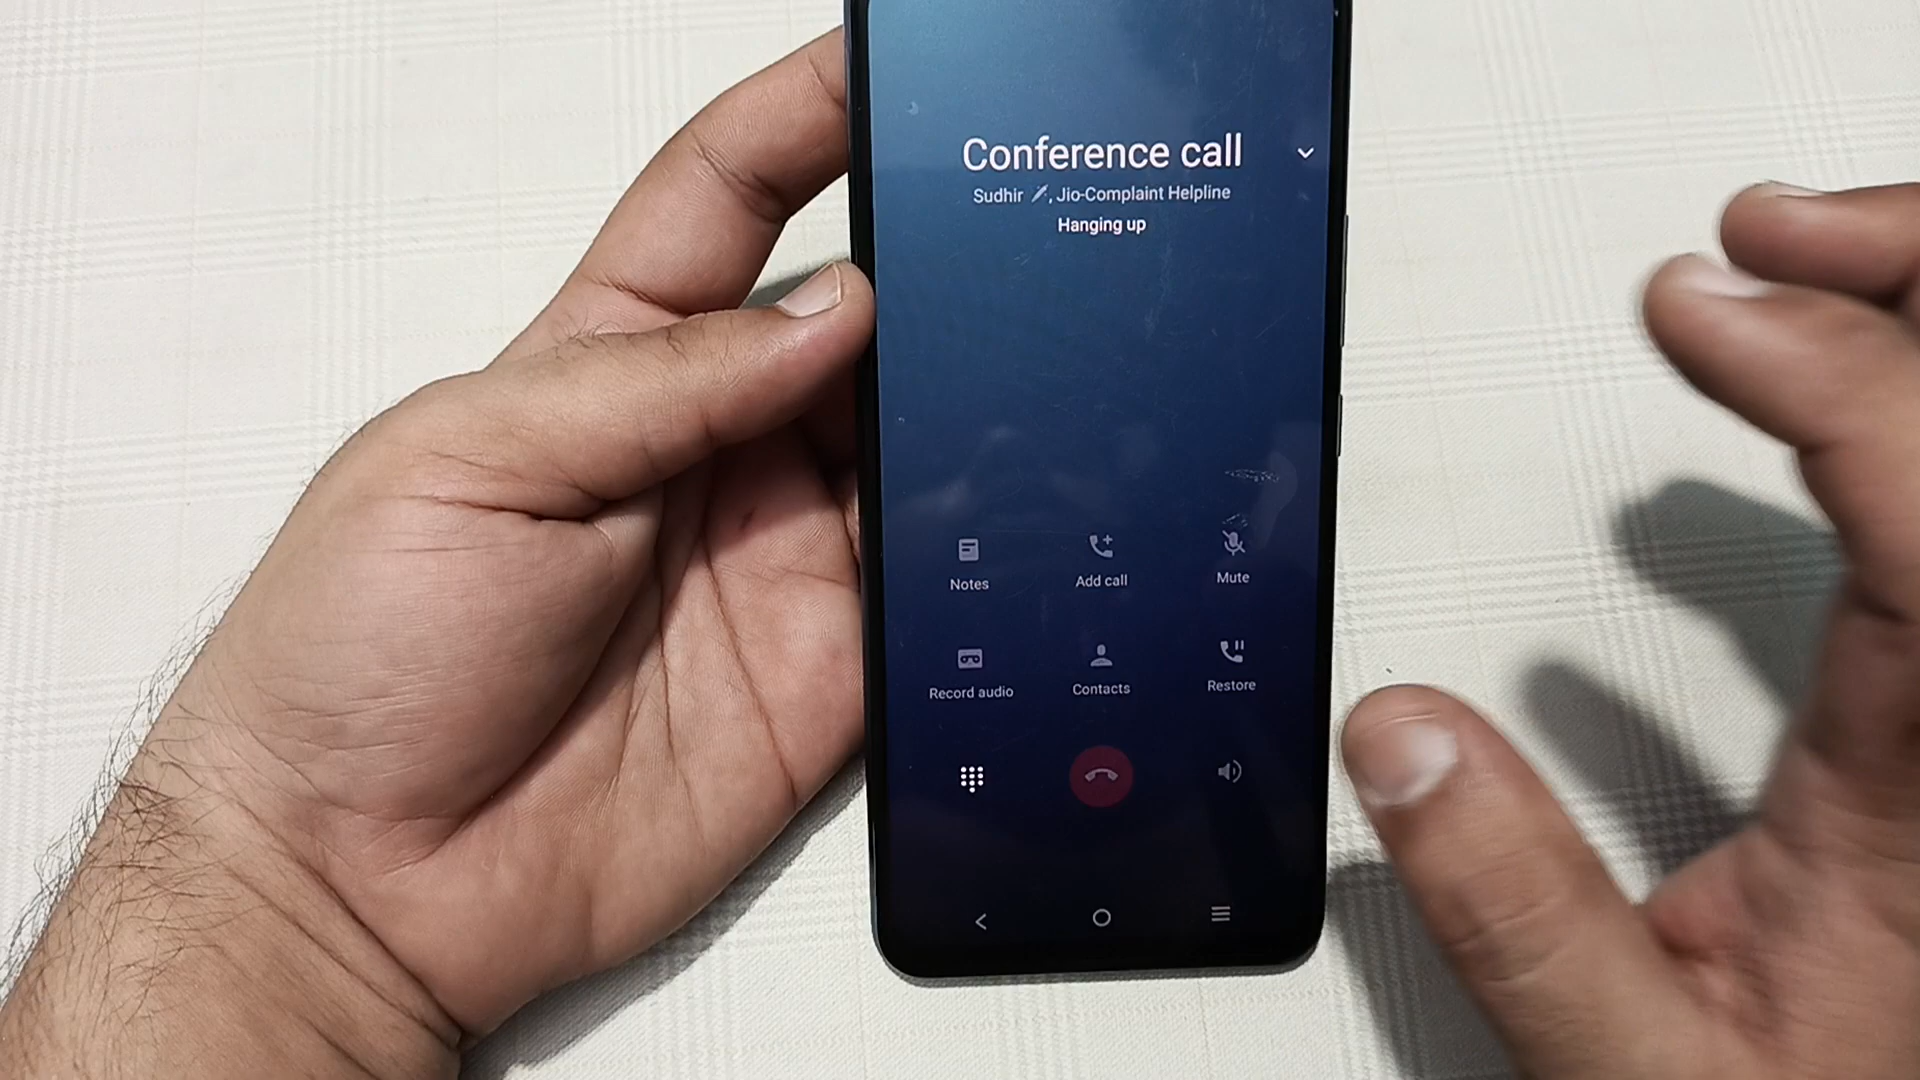 Conference call
Sudhir , Jio-Complaint Helpline
Hanging up
Notes
Add call
Mute
Record audio
Contacts
Restore